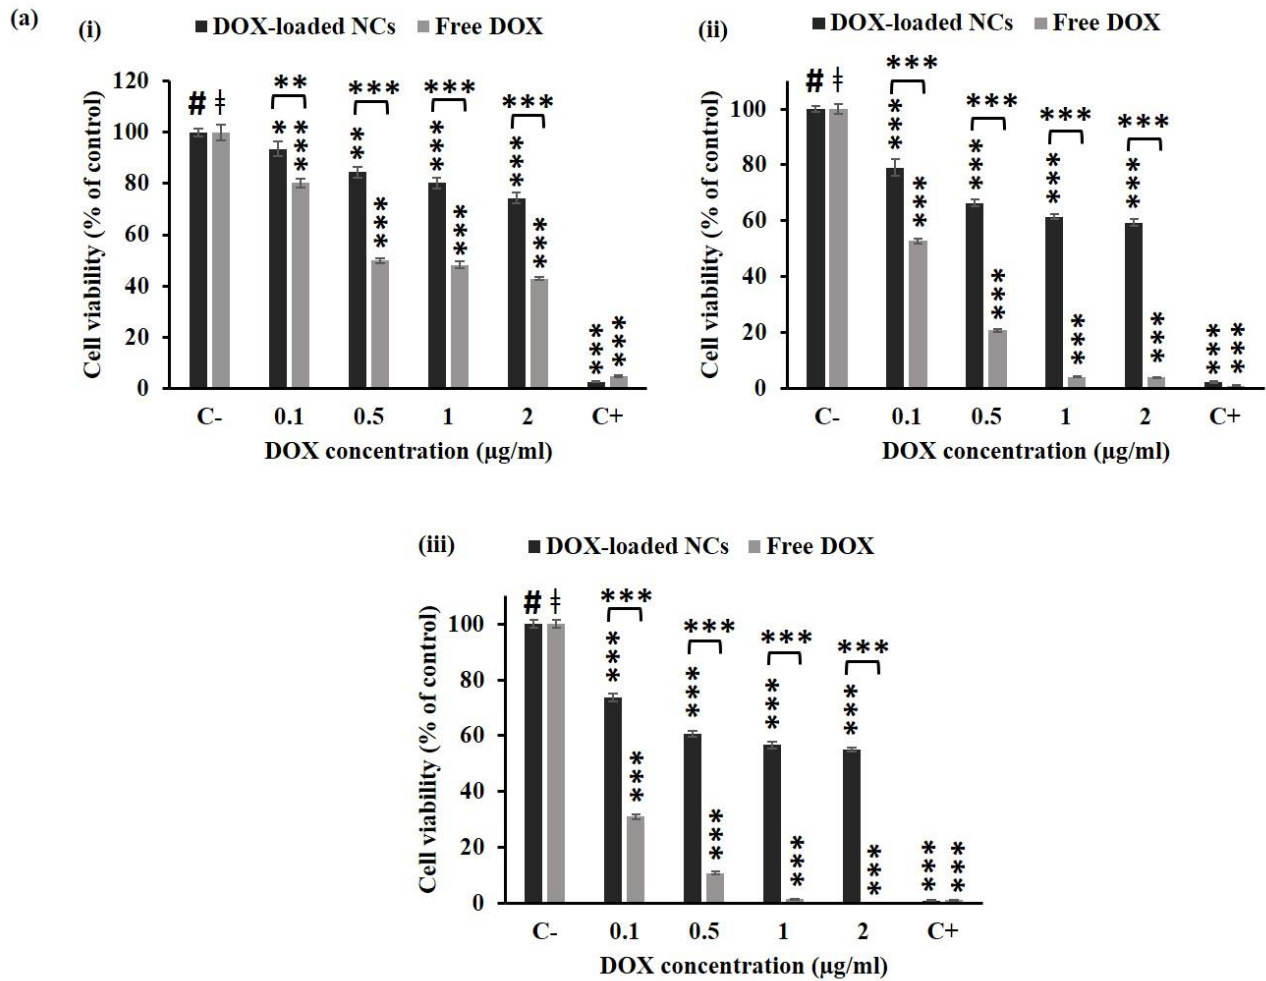 (a)
(i)
DOX-loaded NCs Free DOX
Cell viability (% of control)
120
100
80
60
40
20
0
# ǂ
* *** ** *** *** *** *** *** ***
** *** *** *** *** ***
*** ***
C- 0.1 0.5 1 2 C+
DOX concentration (µg/ml)
(ii)
DOX-loaded NCs Free DOX
Cell viability (% of control)
100
80
60
40
20
0
# ǂ
*** *** *** ***
*** *** *** *** *** *** *** ***
*** ***
C- 0.1 0.5 1 2 C+
DOX concentration (µg/ml)
(iii)
DOX-loaded NCs Free DOX
Cell viability (% of control)
100
80
60
40
20
0
# ǂ
*** *** *** ***
*** *** *** *** *** *** *** ***
*** ***
C- 0.1 0.5 1 2 C+
DOX concentration (µg/ml)